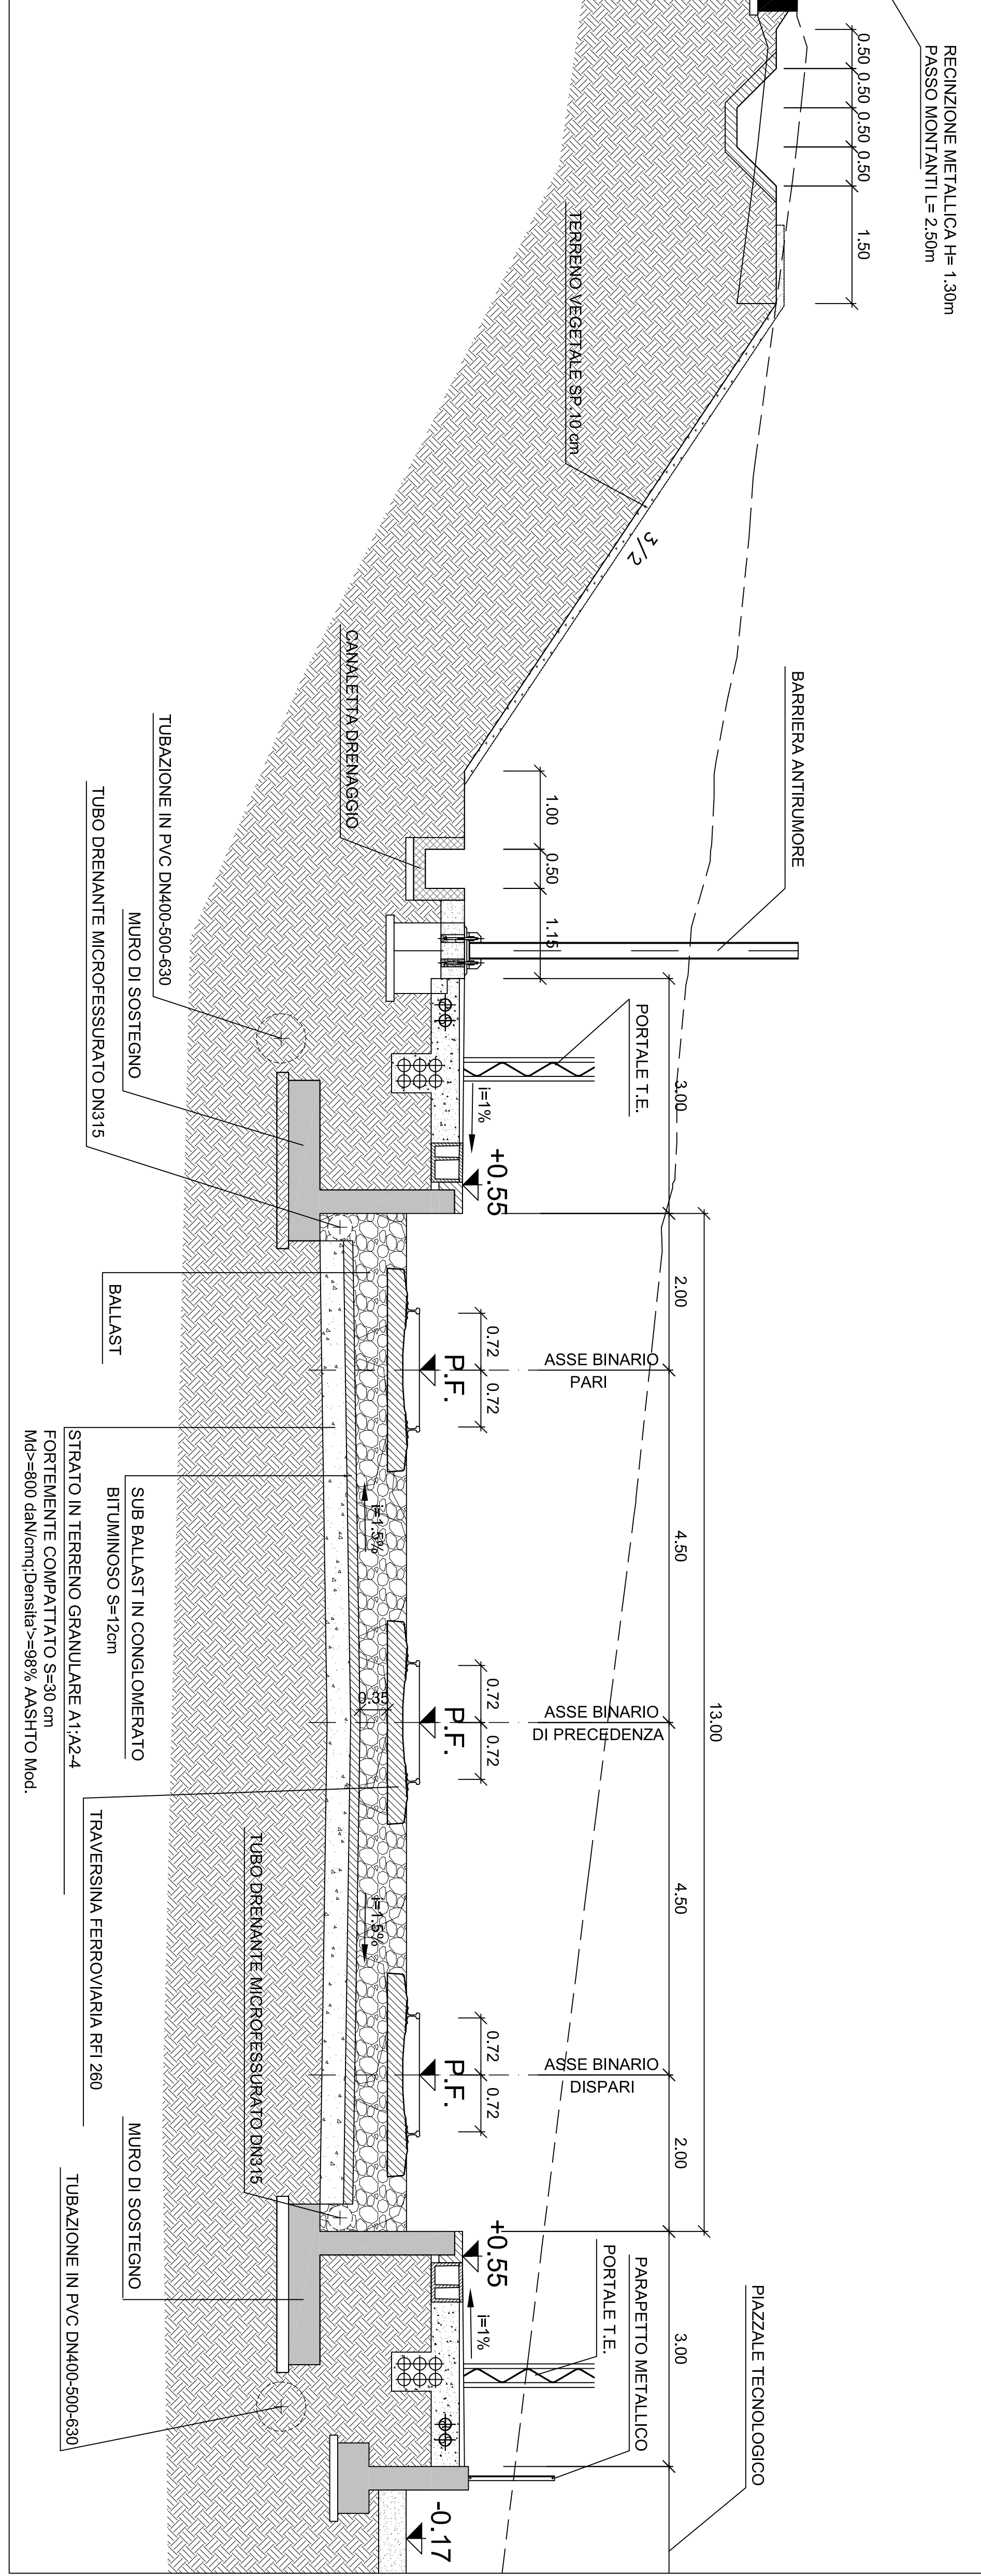 RECINZIONE METALLICA H= 1.30m
PASSO MONTANTI L= 2.50m
0.50 0.50 0.50 0.50 1.50
TERRENO VEGETALE SP.10 cm
3/2
BARRIERA ANTIRUMORE
CANALETTA DRENAGGIO
1.00 0.50 1.15
TUBAZIONE IN PVC DN400-500-630
MURO DI SOSTEGNO
TUBO DRENANTE MICROFESSURATO DN315
PORTALE T.E.
3.00
i=1%
+0.55
13.00
2.00 4.50 4.50 2.00
ASSE BINARIO
PARI
0.72 0.72
P.F.
ASSE BINARIO
DI PRECEDENZA
0.72 0.72
P.F.
ASSE BINARIO
DISPARI
0.72 0.72
P.F.
i=1.5%
0.35
i=1.5%
BALLAST
SUB BALLAST IN CONGLOMERATO
BITUMINOSO S=12cm
STRATO IN TERRENO GRANULARE A1;A2-4
FORTEMENTE COMPATTATO S=30 cm
Md>=800 daN/cmq;Densita'>=98% AASHTO Mod.
TRAVERSINA FERROVIARIA RFI 260
TUBO DRENANTE MICROFESSURATO DN315
MURO DI SOSTEGNO
TUBAZIONE IN PVC DN400-500-630
+0.55
i=1%
3.00
PORTALE T.E.
PARAPETTO METALLICO
PIAZZALE TECNOLOGICO
-0.17